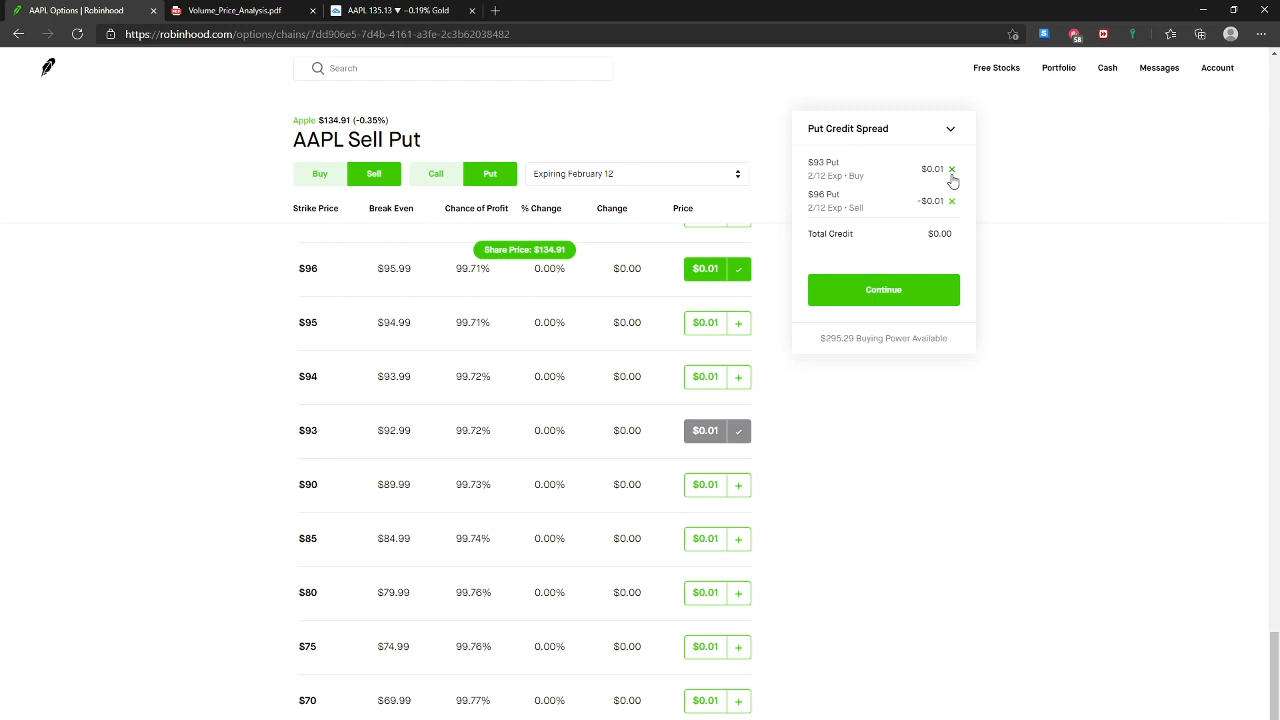 AAPL Options | Robinhood
Volume_Price_Analysis.pdf
AAPL 135.13 ▼ −0.19% Gold
https://robinhood.com/options/chains/7dd906e5-7d4b-4161-a3fe-2c3b62038482
58
Search
Free Stocks Portfolio Cash Messages Account
Apple $134.91 (-0.35%)
AAPL Sell Put
Buy Sell Call Put Expiring February 12
Strike Price Break Even Chance of Profit % Change Change Price
Share Price: $134.91
$96 $95.99 99.71% 0.00% $0.00 $0.01
$95 $94.99 99.71% 0.00% $0.00 $0.01 +
$94 $93.99 99.72% 0.00% $0.00 $0.01 +
$93 $92.99 99.72% 0.00% $0.00 $0.01
$90 $89.99 99.73% 0.00% $0.00 $0.01 +
$85 $84.99 99.74% 0.00% $0.00 $0.01 +
$80 $79.99 99.76% 0.00% $0.00 $0.01 +
$75 $74.99 99.76% 0.00% $0.00 $0.01 +
$70 $69.99 99.77% 0.00% $0.00 $0.01 +
Put Credit Spread
$93 Put $0.01
2/12 Exp • Buy
$96 Put -$0.01
2/12 Exp • Sell
Total Credit $0.00
Continue
$295.29 Buying Power Available